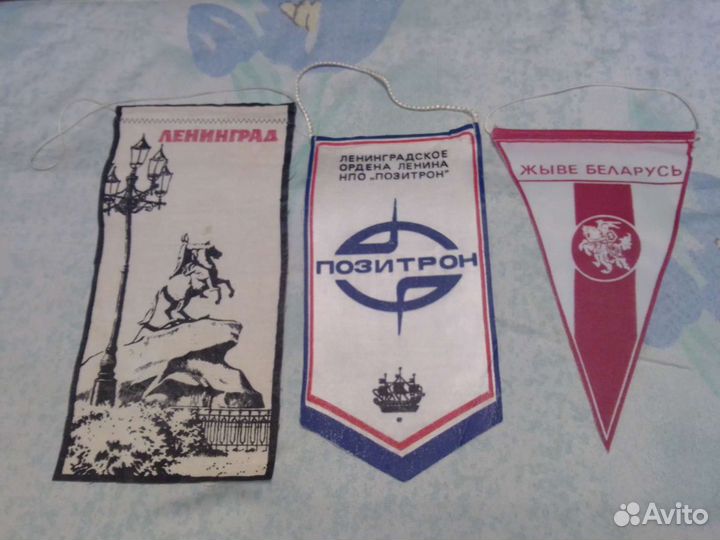 ЛЕНИНГРАД
ЛЕНИНГРАДСКОЕ
ОРДЕНА ЛЕНИНА
НПО „ПОЗИТРОН"
ПОЗИТРОН
ЖЫВЕ БЕЛАРУСЬ
Avito